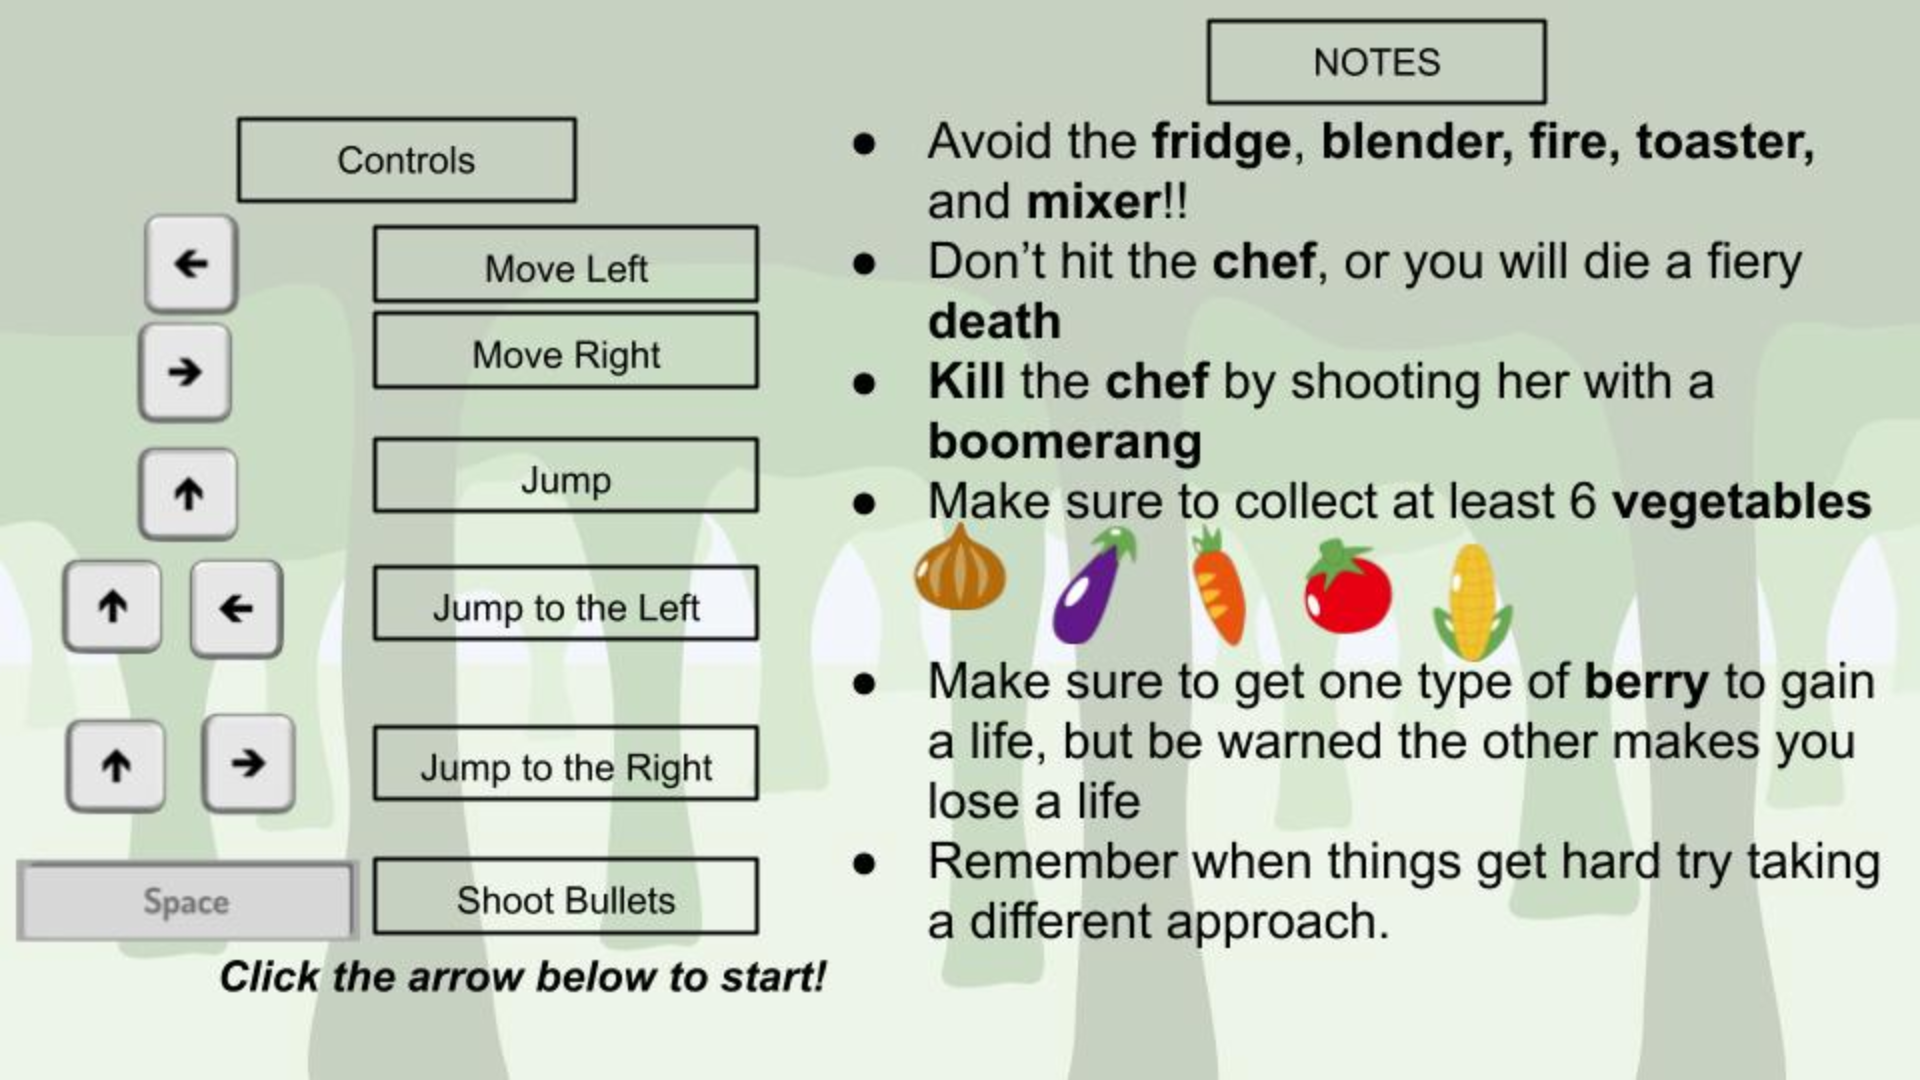 Controls
←
Move Left
→
Move Right
↑
Jump
↑ ←
Jump to the Left
↑ →
Jump to the Right
Space
Shoot Bullets
Click the arrow below to start!
NOTES
● Avoid the fridge, blender, fire, toaster,
and mixer!!
● Don’t hit the chef, or you will die a fiery
death
● Kill the chef by shooting her with a
boomerang
● Make sure to collect at least 6 vegetables
● Make sure to get one type of berry to gain
a life, but be warned the other makes you
lose a life
● Remember when things get hard try taking
a different approach.